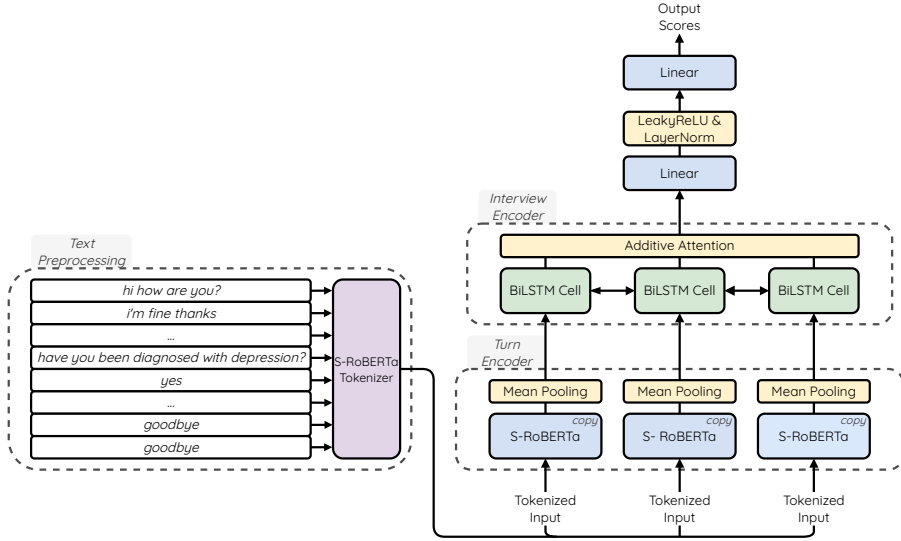 Output
Scores
Linear
LeakyReLU &
LayerNorm
Linear
Interview
Encoder
Additive Attention
BiLSTM Cell
BiLSTM Cell
BiLSTM Cell
Text
Preprocessing
hi how are you?
i'm fine thanks
...
have you been diagnosed with depression?
yes
...
goodbye
goodbye
S-RoBERTa
Tokenizer
Turn
Encoder
Mean Pooling
Mean Pooling
Mean Pooling
copy
S-RoBERTa
copy
S- RoBERTa
copy
S-RoBERTa
Tokenized
Input
Tokenized
Input
Tokenized
Input